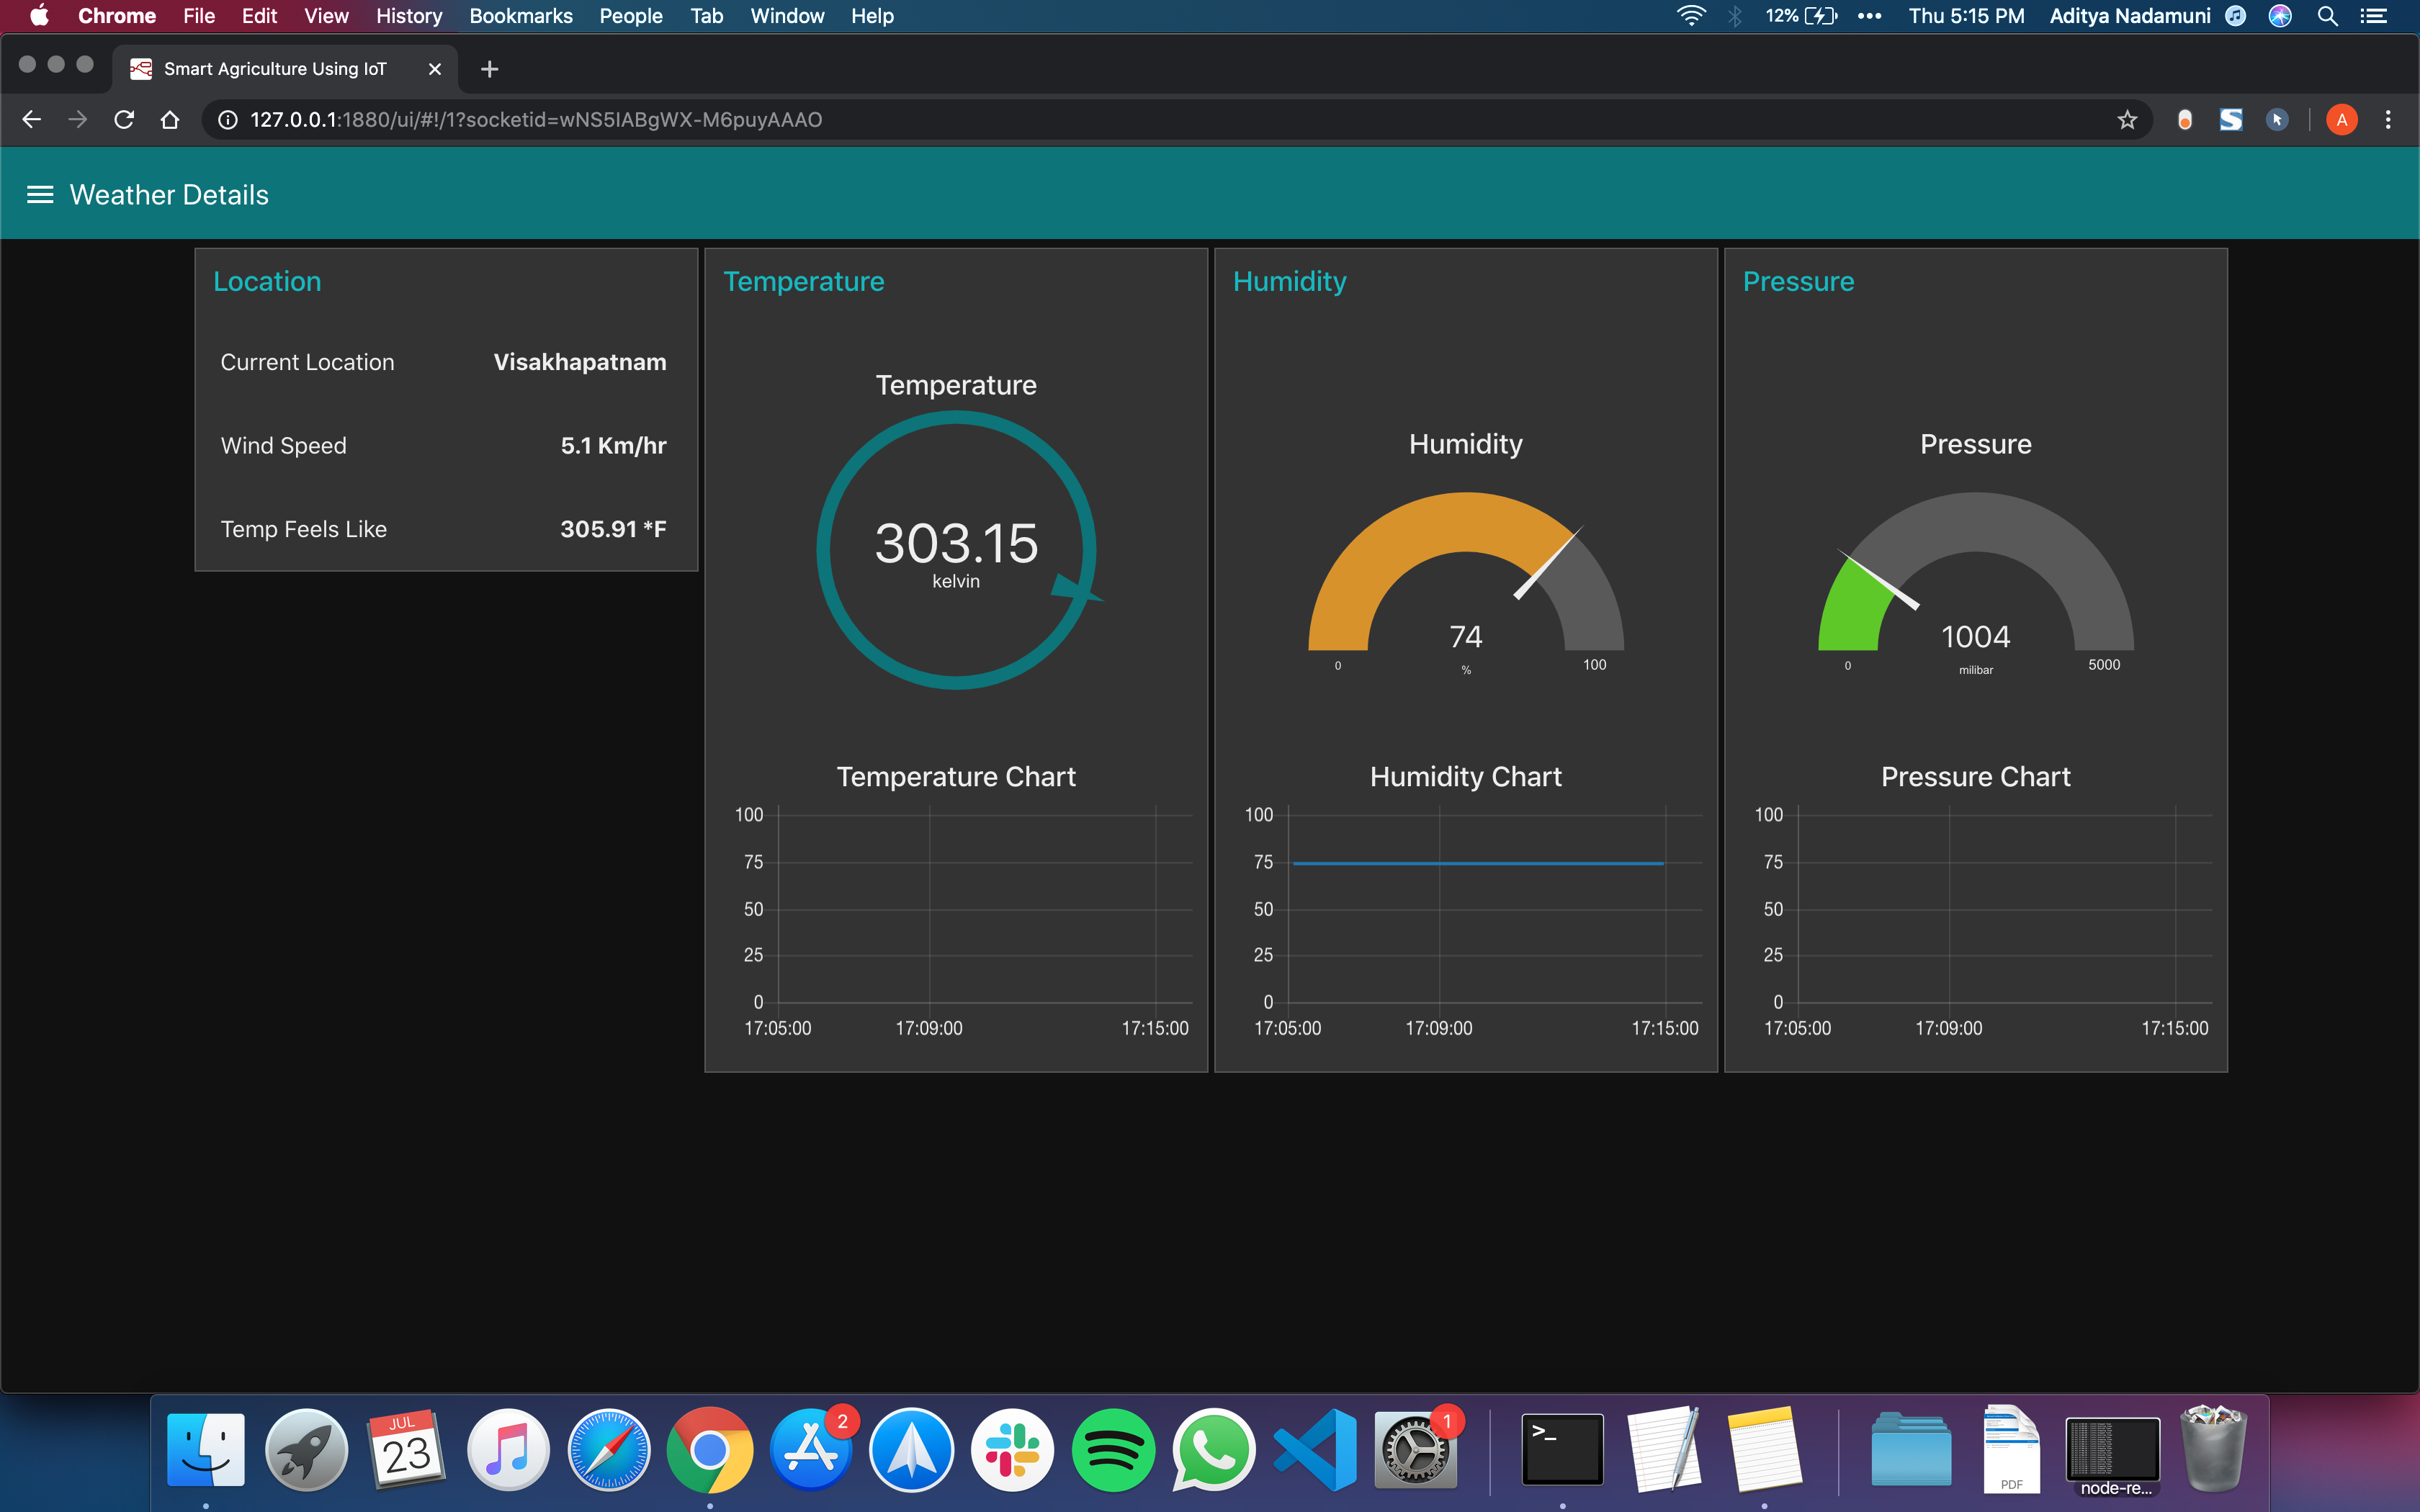 Chrome File Edit View History Bookmarks People Tab Window Help 12% Thu 5:15 PM Aditya Nadamuni
Smart Agriculture Using IoT
127.0.0.1:1880/ui/#!/1?socketid=wNS5IABgWX-M6puyAAAO A
Weather Details
Location
Current Location Visakhapatnam
Wind Speed 5.1 Km/hr
Temp Feels Like 305.91 *F
Temperature
Temperature
303.15
kelvin
Temperature Chart
100
75
50
25
0
17:05:00 17:09:00 17:15:00
Humidity
Humidity
74
0 % 100
Humidity Chart
100
75
50
25
0
17:05:00 17:09:00 17:15:00
Pressure
Pressure
1004
0 milibar 5000
Pressure Chart
100
75
50
25
0
17:05:00 17:09:00 17:15:00
JUL
23
2
1
>_
PDF
node-re...